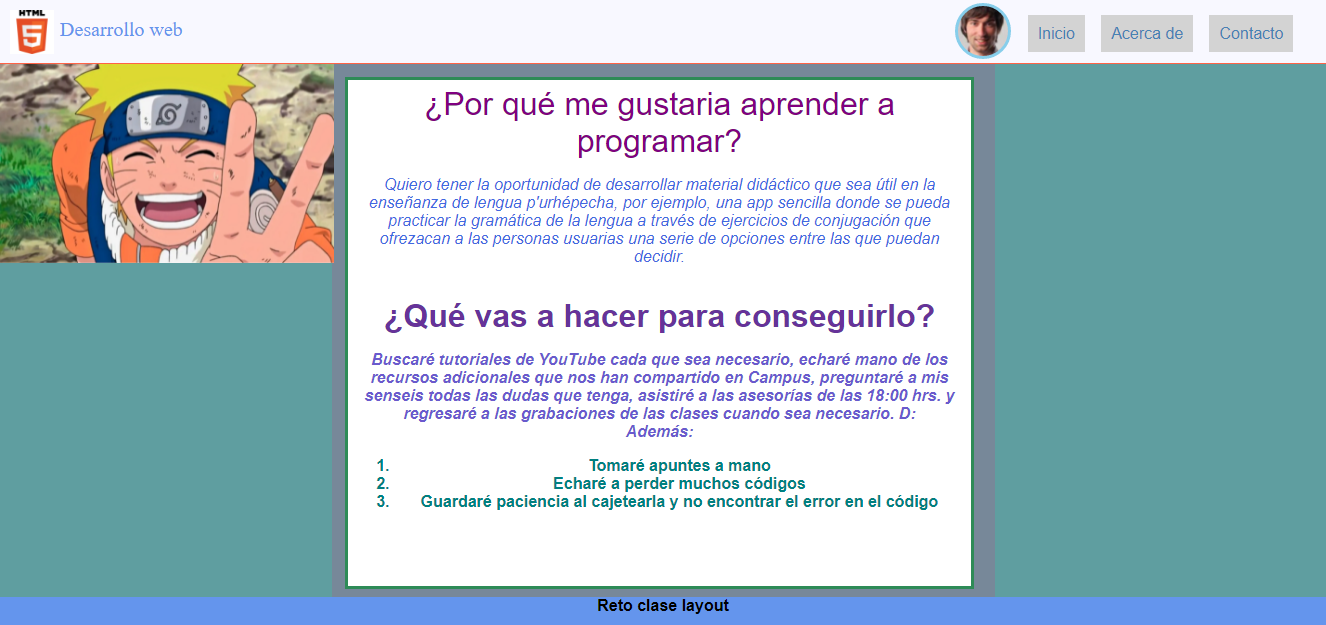 HTML
5
Desarrollo web
Inicio
Acerca de
Contacto
¿Por qué me gustaria aprender a
programar?
Quiero tener la oportunidad de desarrollar material didáctico que sea útil en la
enseñanza de lengua p'urhépecha, por ejemplo, una app sencilla donde se pueda
practicar la gramática de la lengua a través de ejercicios de conjugación que
ofrezacan a las personas usuarias una serie de opciones entre las que puedan
decidir.
¿Qué vas a hacer para conseguirlo?
Buscaré tutoriales de YouTube cada que sea necesario, echaré mano de los
recursos adicionales que nos han compartido en Campus, preguntaré a mis
senseis todas las dudas que tenga, asistiré a las asesorías de las 18:00 hrs. y
regresaré a las grabaciones de las clases cuando sea necesario. D:
Además:
1. Tomaré apuntes a mano
2. Echaré a perder muchos códigos
3. Guardaré paciencia al cajetearla y no encontrar el error en el código
Reto clase layout